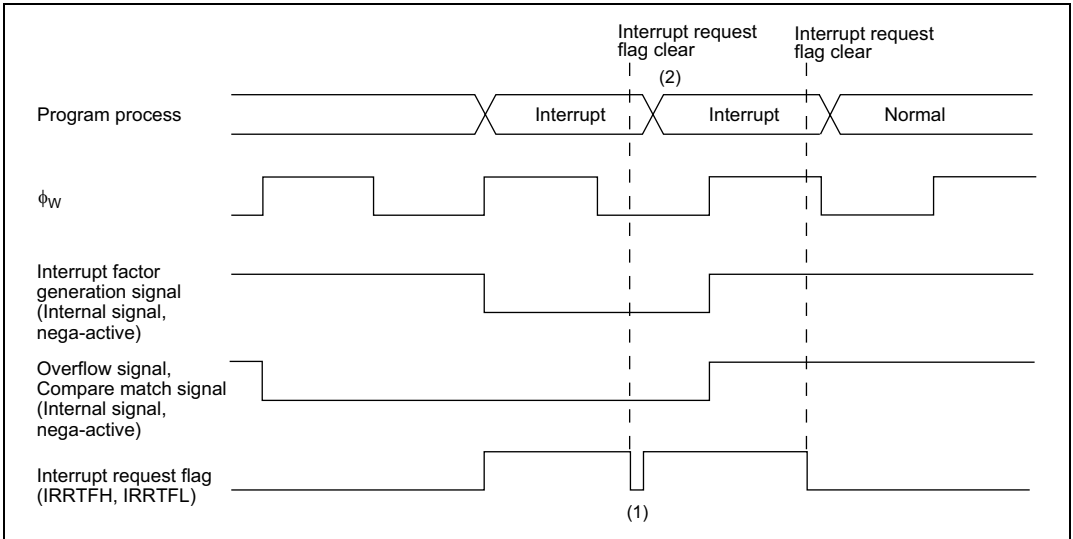 Interrupt request
flag clear
Interrupt request
flag clear
(2)
Program process
Interrupt
Interrupt
Normal
ϕW
Interrupt factor
generation signal
(Internal signal,
nega-active)
Overflow signal,
Compare match signal
(Internal signal,
nega-active)
Interrupt request flag
(IRRTFH, IRRTFL)
(1)